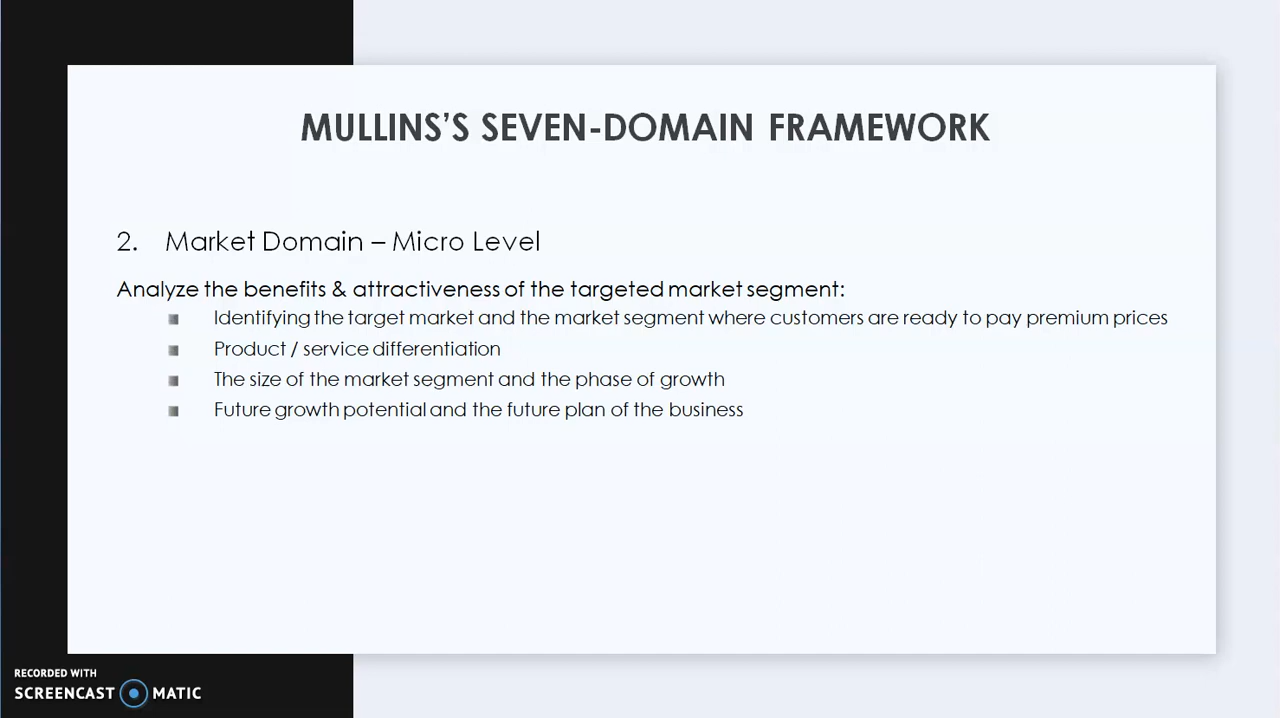 MULLINS’S SEVEN-DOMAIN FRAMEWORK
2. Market Domain – Micro Level
Analyze the benefits & attractiveness of the targeted market segment:
Identifying the target market and the market segment where customers are ready to pay premium prices
Product / service differentiation
The size of the market segment and the phase of growth
Future growth potential and the future plan of the business
RECORDED WITH
SCREENCAST MATIC